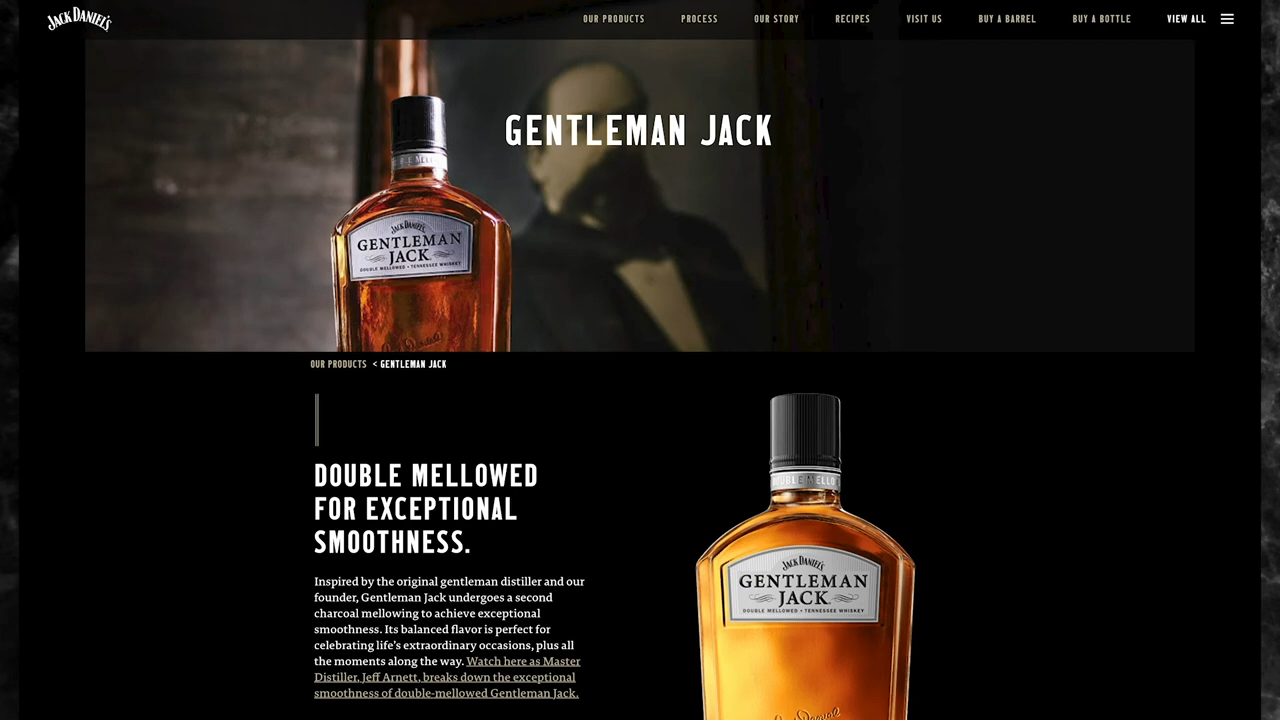 JACK DANIEL'S
OUR PRODUCTS PROCESS OUR STORY RECIPES VISIT US BUY A BARREL BUY A BOTTLE VIEW ALL
GENTLEMAN JACK
JACK DANIEL'S
GENTLEMAN
JACK
DOUBLE MELLOWED • TENNESSEE WHISKEY
OUR PRODUCTS < GENTLEMAN JACK
DOUBLE MELLOWED
FOR EXCEPTIONAL
SMOOTHNESS.
Inspired by the original gentleman distiller and our
founder, Gentleman Jack undergoes a second
charcoal mellowing to achieve exceptional
smoothness. Its balanced flavor is perfect for
celebrating life's extraordinary occasions, plus all
the moments along the way. Watch here as Master
Distiller, Jeff Arnett, breaks down the exceptional
smoothness of double-mellowed Gentleman Jack.
DOUBLE MELLO
JACK DANIEL'S
GENTLEMAN
JACK
DOUBLE MELLOWED • TENNESSEE WHISKEY